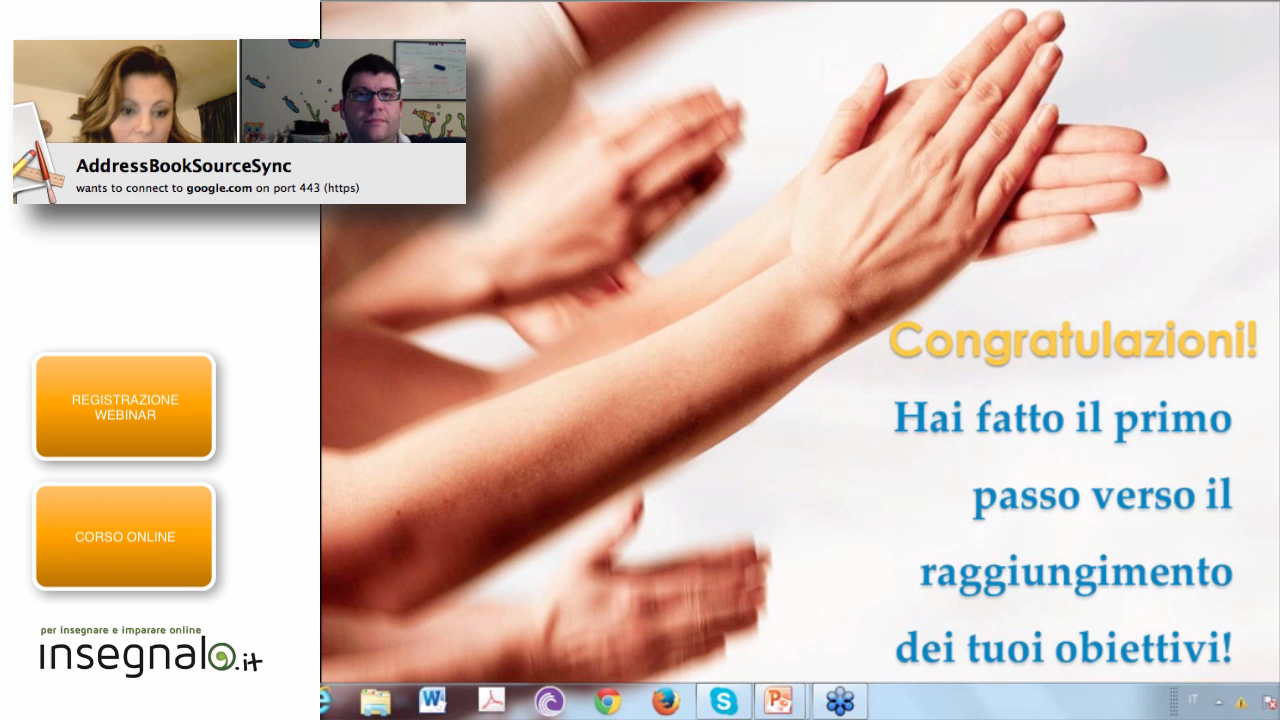 AddressBookSourceSync
wants to connect to google.com on port 443 (https)
REGISTRAZIONE
WEBINAR
CORSO ONLINE
per insegnare e imparare online
insegnalo.it
Congratulazioni!
Hai fatto il primo
passo verso il
raggiungimento
dei tuoi obiettivi!
IT